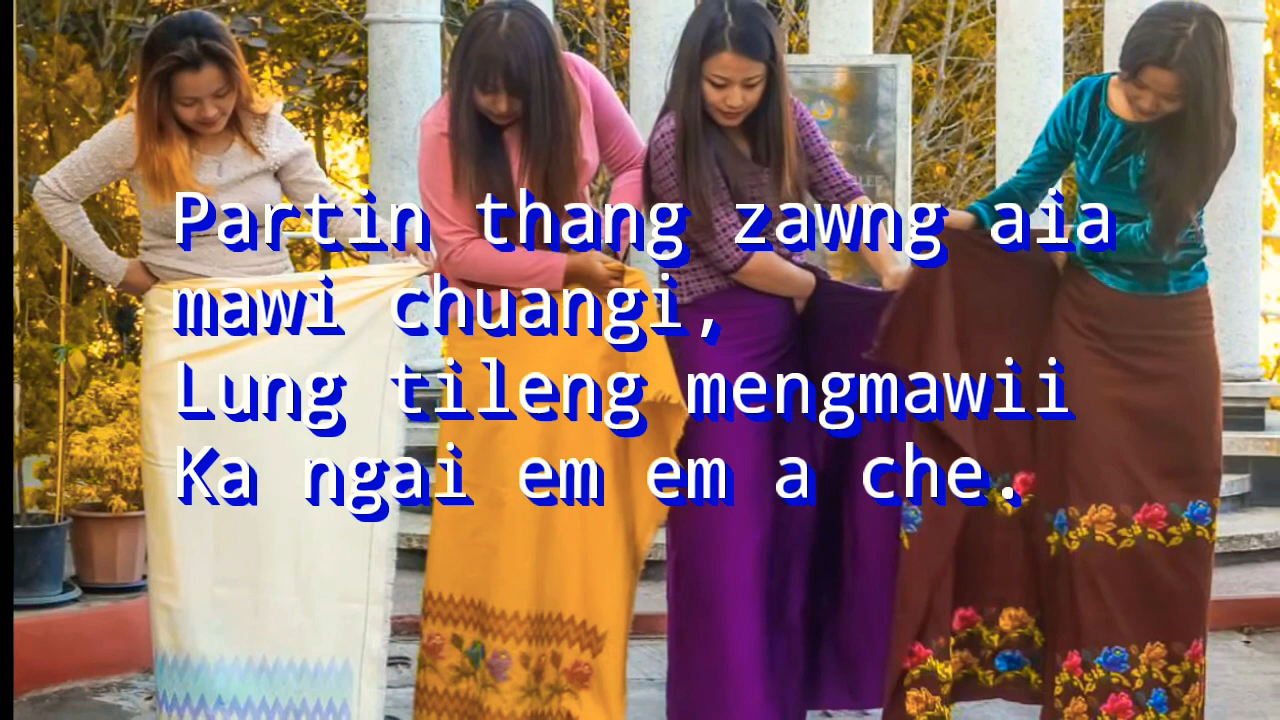 Partin thang zawng aia
mawi chuangi,
Lung tileng mengmawii
Ka ngai em em a che.